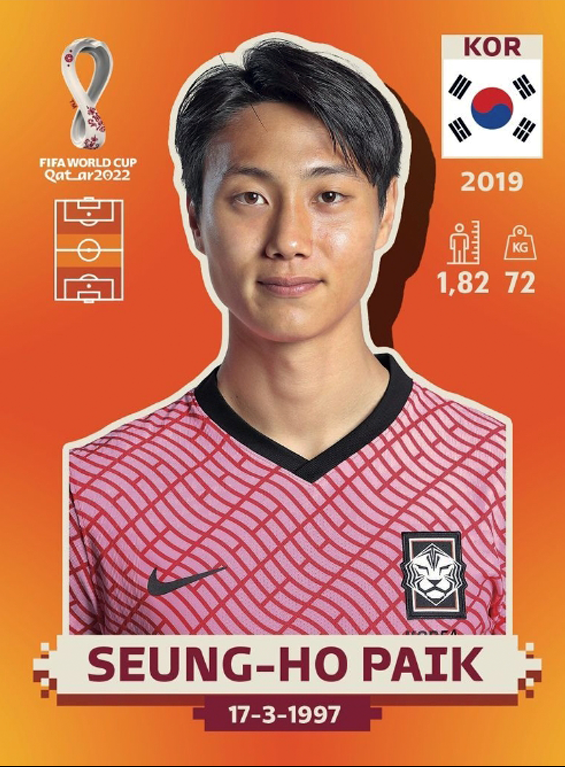 FIFA WORLD CUP
Qatar2022
KOR
2019
KG
1,82 72
SEUNG-HO PAIK
17-3-1997